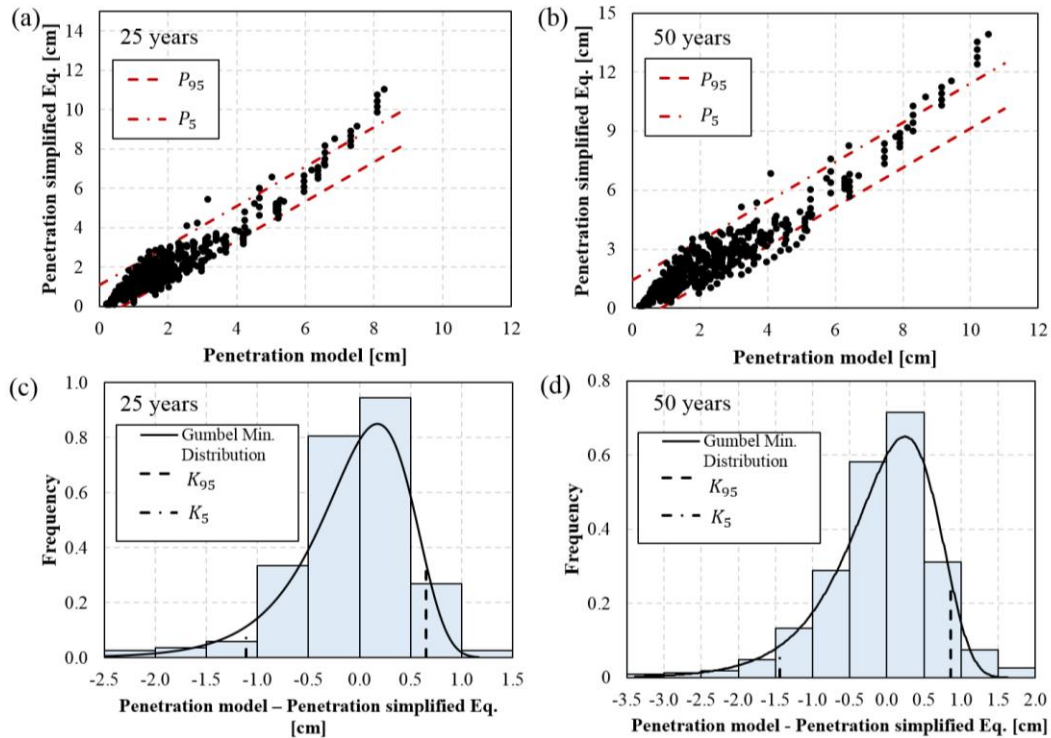 (a)
25 years
P95
P5
Penetration simplified Eq. [cm]
14
12
10
8
6
4
2
0
0 2 4 6 8 10 12
Penetration model [cm]
(b)
50 years
P95
P5
Penetration simplified Eq. [cm]
15
12
9
6
3
0
0 2 4 6 8 10 12
Penetration model [cm]
(c)
25 years
Gumbel Min.
Distribution
K95
K5
Frequency
1.0
0.8
0.6
0.4
0.2
0.0
-2.5 -2.0 -1.5 -1.0 -0.5 0.0 0.5 1.0 1.5
Penetration model – Penetration simplified Eq.
[cm]
(d)
50 years
Gumbel Min.
Distribution
K95
K5
Frequency
0.8
0.6
0.4
0.2
0
-3.5 -3.0 -2.5 -2.0 -1.5 -1.0 -0.5 0.0 0.5 1.0 1.5 2.0
Penetration model - Penetration simplified Eq. [cm]